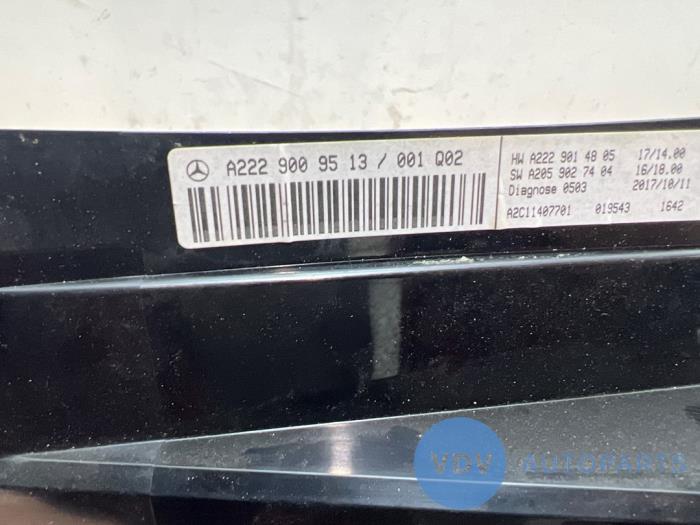 A222 900 95 13 / 001 Q02
HW A222 901 48 05 17/14.00
SW A205 902 74 04 16/18.00
Diagnose 0503 2017/10/11
A2C11407701 019543 1642
VDV AUTOPARTS